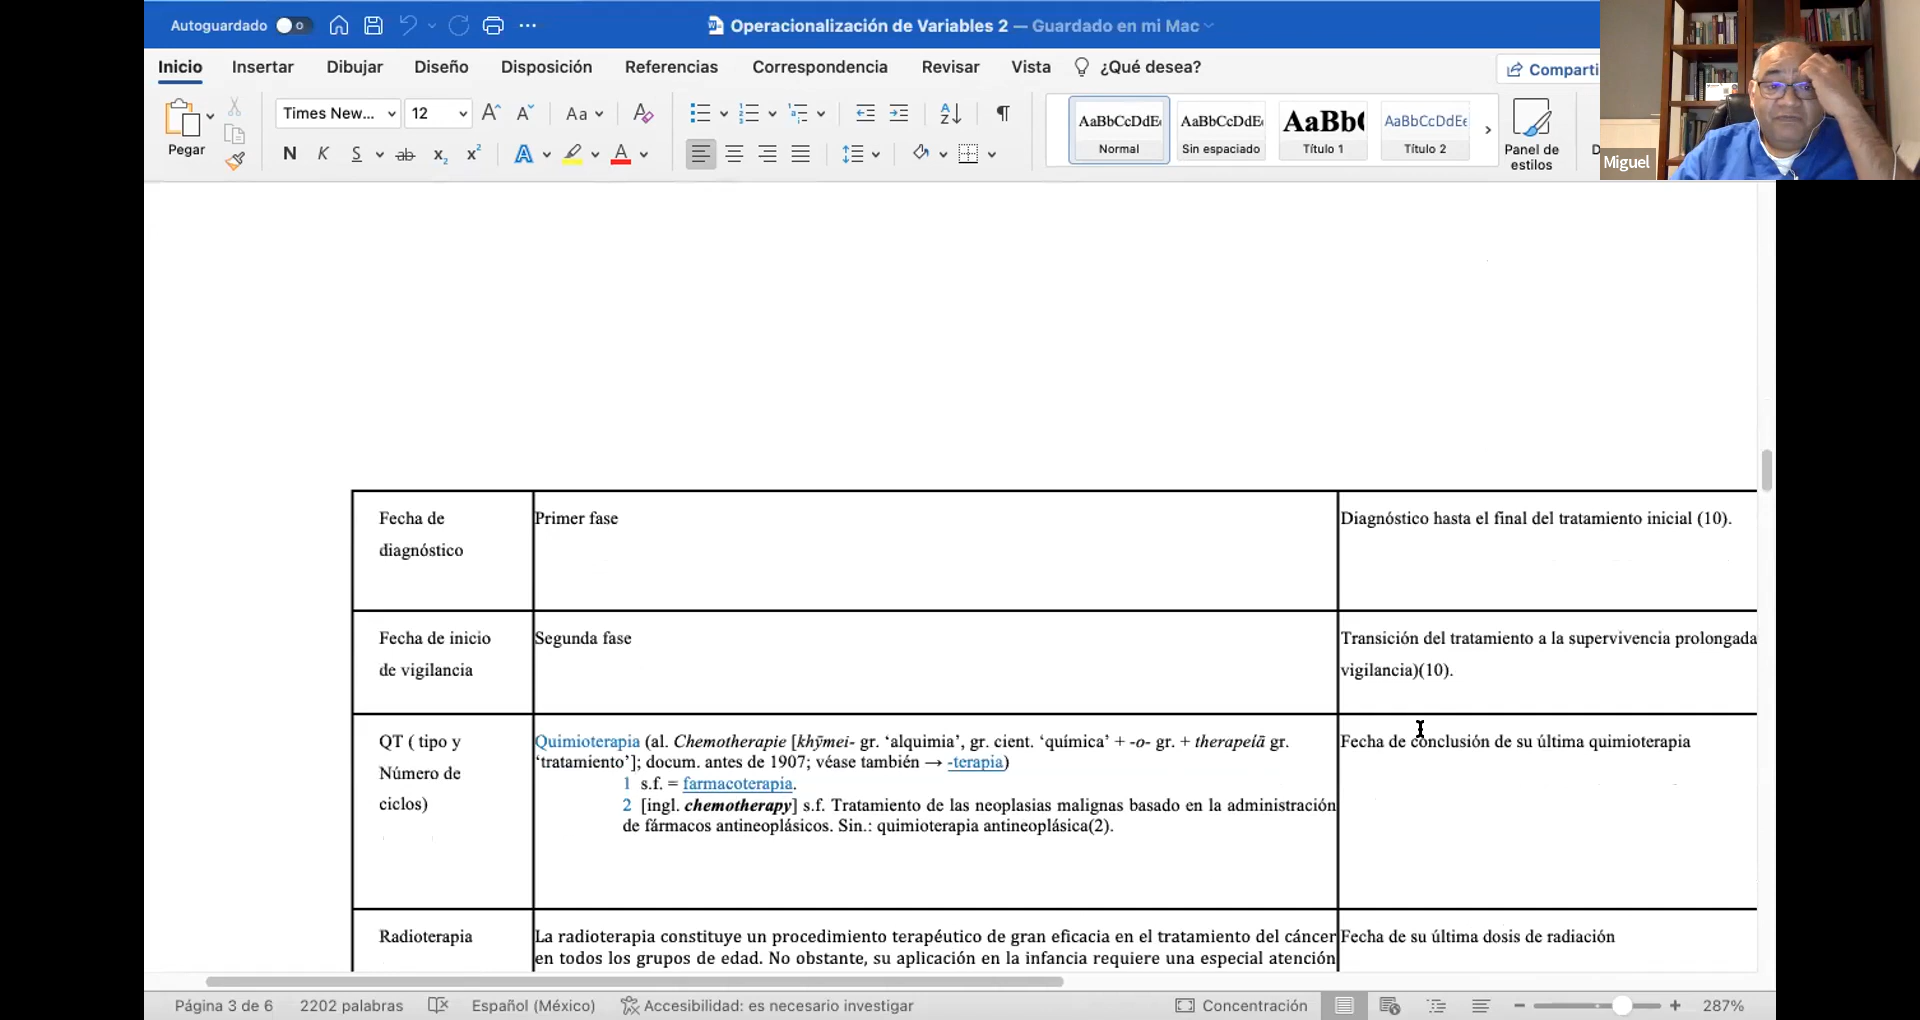 Autoguardado
Operacionalización de Variables 2 — Guardado en mi Mac
Inicio Insertar Dibujar Diseño Disposición Referencias Correspondencia Revisar Vista ¿Qué desea?
Comparti
Miguel
Pegar
Times New... 12
Aa
N K S ab x₂ x²
A A
AaBbCcDdEe AaBbCcDdEe AaBbC AaBbCcDdEe
Normal Sin espaciado Título 1 Título 2
Panel de estilos
Fecha de diagnóstico
Primer fase
Diagnóstico hasta el final del tratamiento inicial (10).
Fecha de inicio de vigilancia
Segunda fase
Transición del tratamiento a la supervivencia prolongada
vigilancia)(10).
QT ( tipo y
Número de
ciclos)
Quimioterapia (al. Chemotherapie [khȳmei- gr. ‘alquimia’, gr. cient. ‘química’ + -o- gr. + therapeíā gr.
‘tratamiento’]; docum. antes de 1907; véase también → -terapia)
1 s.f. = farmacoterapia.
2 [ingl. chemotherapy] s.f. Tratamiento de las neoplasias malignas basado en la administración
de fármacos antineoplásicos. Sin.: quimioterapia antineoplásica(2).
Fecha de conclusión de su última quimioterapia
Radioterapia
La radioterapia constituye un procedimiento terapéutico de gran eficacia en el tratamiento del cáncer
en todos los grupos de edad. No obstante, su aplicación en la infancia requiere una especial atención
Fecha de su última dosis de radiación
Página 3 de 6 2202 palabras Español (México) Accesibilidad: es necesario investigar Concentración 287%